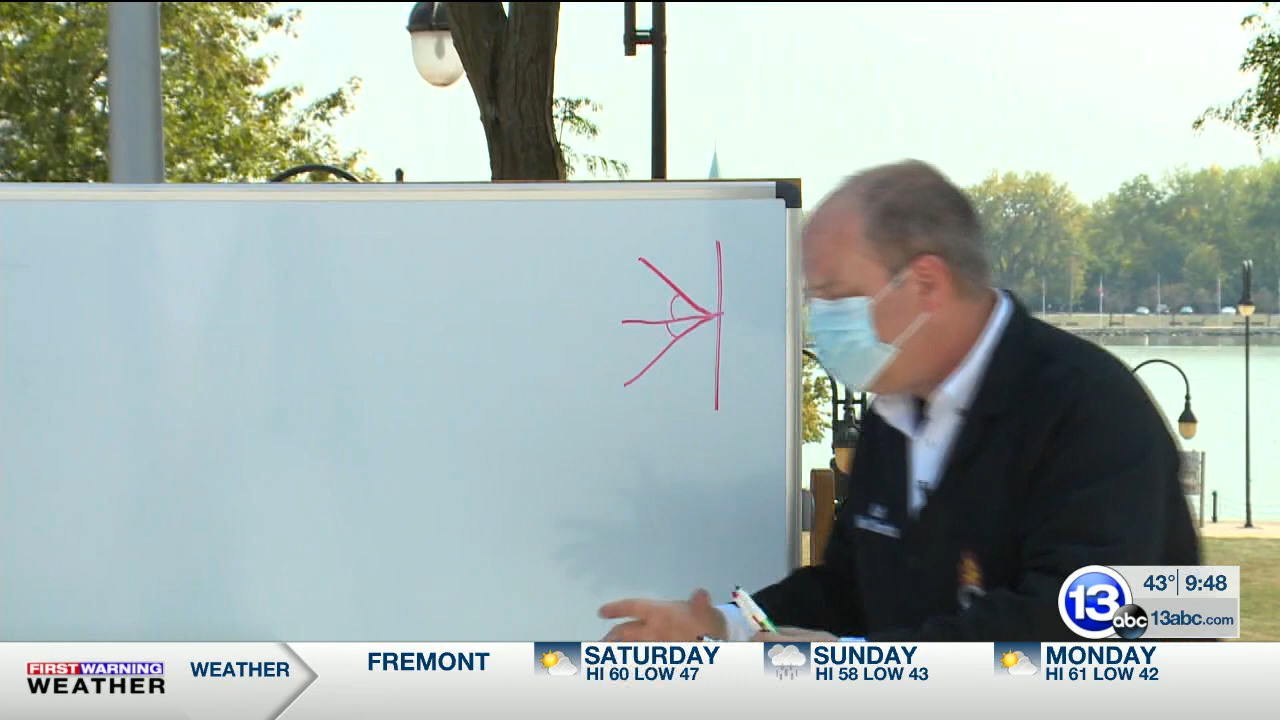 43° 9:48
13 abc 13abc.com
FIRST WARNING
WEATHER
WEATHER
FREMONT
SATURDAY
HI 60 LOW 47
SUNDAY
HI 58 LOW 43
MONDAY
HI 61 LOW 42